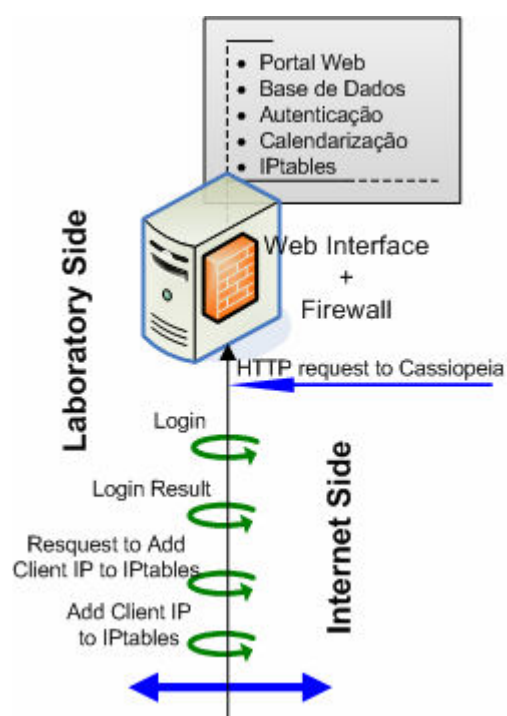 • Portal Web
• Base de Dados
• Autenticação
• Calendarização
• IPtables
Laboratory Side
Web Interface
+
Firewall
HTTP request to Cassiopeia
Login
Login Result
Resquest to Add
Client IP to IPtables
Add Client IP
to IPtables
Internet Side